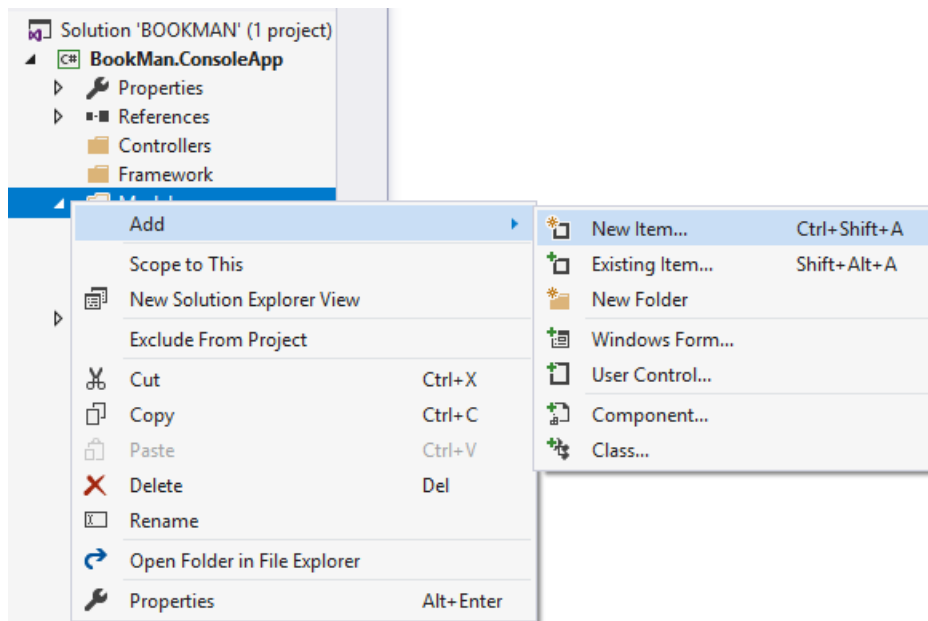 Solution 'BOOKMAN' (1 project)
C# BookMan.ConsoleApp
Properties
References
Controllers
Framework
Add
Scope to This
New Solution Explorer View
Exclude From Project
Cut Ctrl+X
Copy Ctrl+C
Paste Ctrl+V
Delete Del
Rename
Open Folder in File Explorer
Properties Alt+Enter
New Item... Ctrl+Shift+A
Existing Item... Shift+Alt+A
New Folder
Windows Form...
User Control...
Component...
Class...